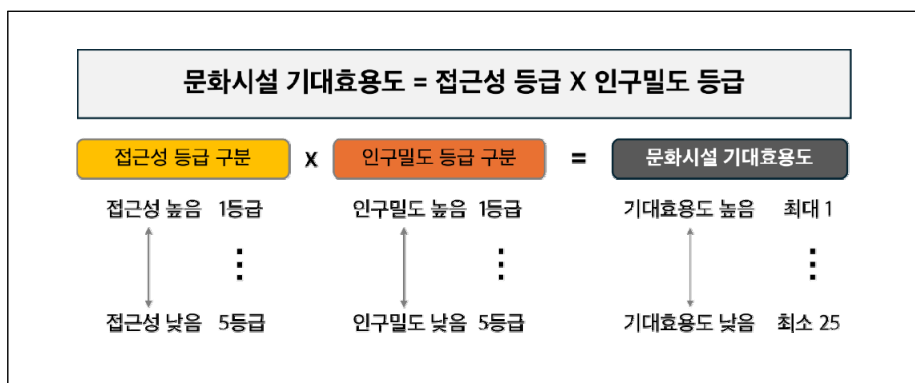 문화시설 기대효용도 = 접근성 등급 X 인구밀도 등급
접근성 등급 구분 x 인구밀도 등급 구분 = 문화시설 기대효용도
접근성 높음 1등급 인구밀도 높음 1등급 기대효용도 높음 최대 1
접근성 낮음 5등급 인구밀도 낮음 5등급 기대효용도 낮음 최소 25